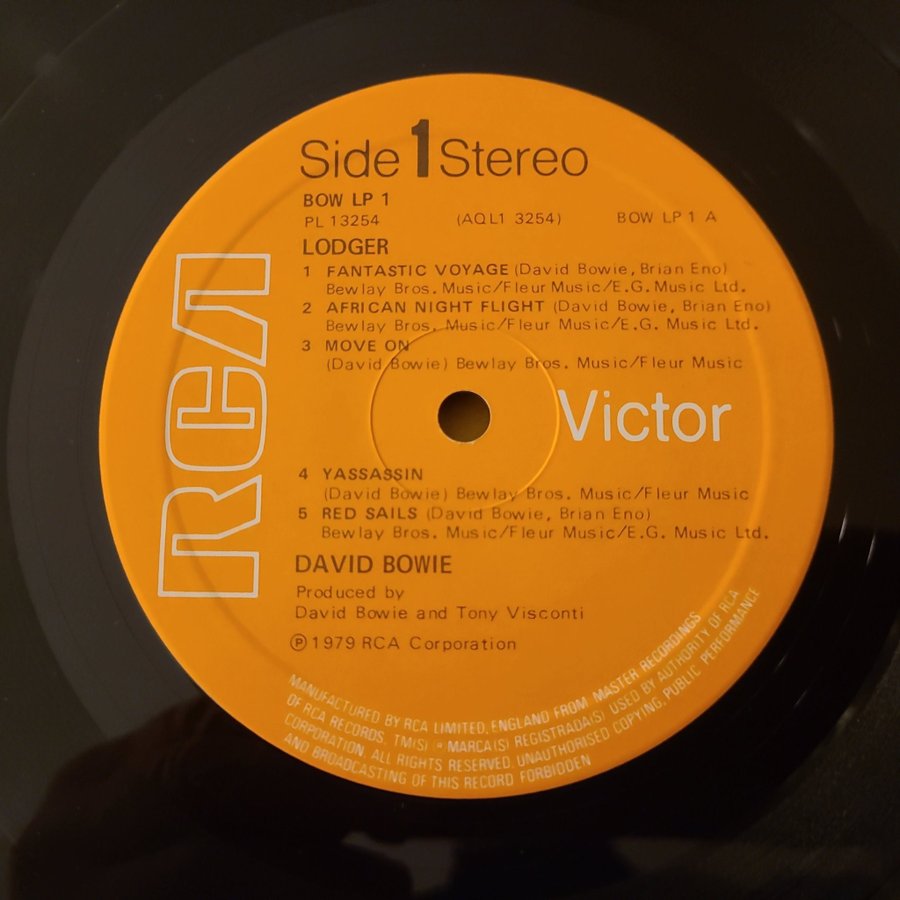 Side 1 Stereo
BOW LP 1
PL 13254 (AQL1 3254) BOW LP 1 A
LODGER
1 FANTASTIC VOYAGE (David Bowie, Brian Eno)
Bewlay Bros. Music/Fleur Music/E.G. Music Ltd.
2 AFRICAN NIGHT FLIGHT (David Bowie, Brian Eno)
Bewlay Bros. Music/Fleur Music/E.G. Music Ltd.
3 MOVE ON
(David Bowie) Bewlay Bros. Music/Fleur Music
RCA
Victor
4 YASSASSIN
(David Bowie) Bewlay Bros. Music/Fleur Music
5 RED SAILS (David Bowie, Brian Eno)
Bewlay Bros. Music/Fleur Music/E.G. Music Ltd.
DAVID BOWIE
Produced by
David Bowie and Tony Visconti
℗ 1979 RCA Corporation
MANUFACTURED BY RCA LIMITED, ENGLAND FROM MASTER RECORDINGS
OF RCA RECORDS. TM(S) • MARCA(S) REGISTRADA(S) USED BY AUTHORITY OF RCA
CORPORATION. ALL RIGHTS RESERVED. UNAUTHORISED COPYING, PUBLIC PERFORMANCE
AND BROADCASTING OF THIS RECORD FORBIDDEN